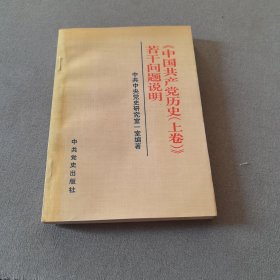 《中国共产党历史（上卷）》
若干问题说明
中共中央党史研究室一室编著
中共党史出版社